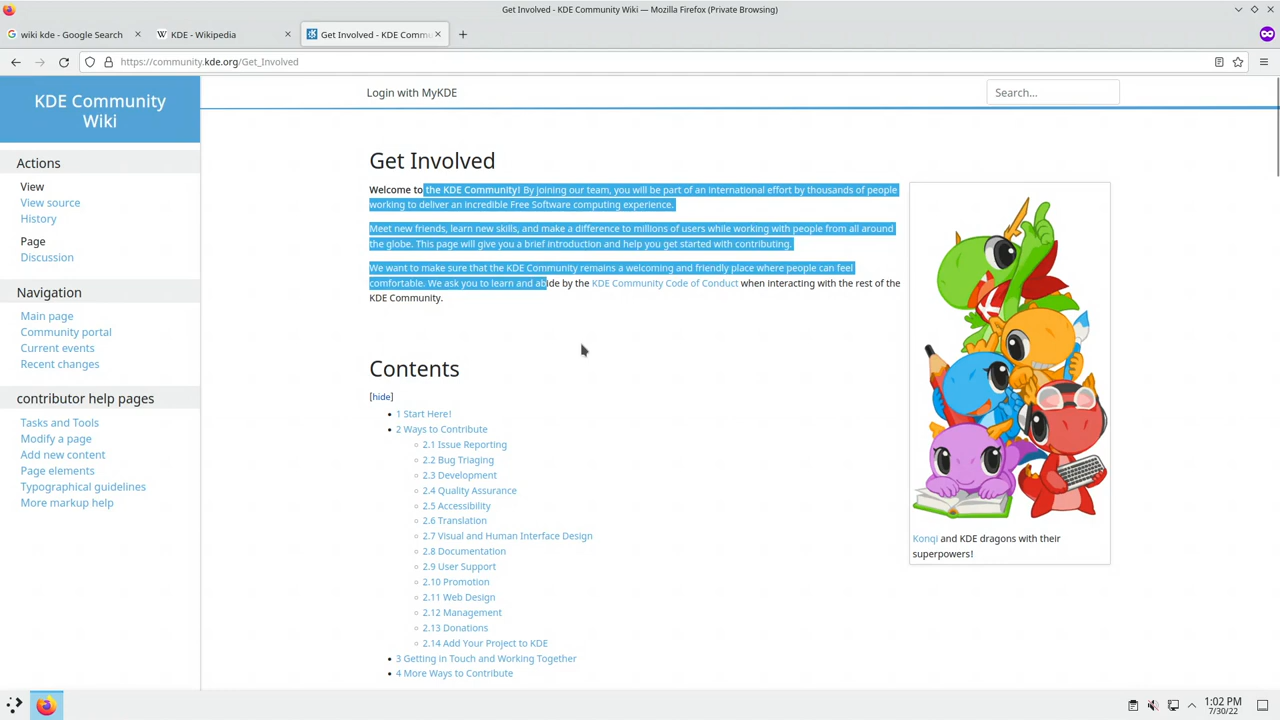 Get Involved - KDE Community Wiki — Mozilla Firefox (Private Browsing)
wiki kde - Google Search
KDE - Wikipedia
Get Involved - KDE Commu
https://community.kde.org/Get_Involved
KDE Community
Wiki
Login with MyKDE
Search...
Actions
View
View source
History
Page
Discussion
Navigation
Main page
Community portal
Current events
Recent changes
contributor help pages
Tasks and Tools
Modify a page
Add new content
Page elements
Typographical guidelines
More markup help
Get Involved
Welcome to the KDE Community! By joining our team, you will be part of an international effort by thousands of people
working to deliver an incredible Free Software computing experience.
Meet new friends, learn new skills, and make a difference to millions of users while working with people from all around
the globe. This page will give you a brief introduction and help you get started with contributing.
We want to make sure that the KDE Community remains a welcoming and friendly place where people can feel
comfortable. We ask you to learn and abide by the KDE Community Code of Conduct when interacting with the rest of the
KDE Community.
Contents
[hide]
1 Start Here!
2 Ways to Contribute
2.1 Issue Reporting
2.2 Bug Triaging
2.3 Development
2.4 Quality Assurance
2.5 Accessibility
2.6 Translation
2.7 Visual and Human Interface Design
2.8 Documentation
2.9 User Support
2.10 Promotion
2.11 Web Design
2.12 Management
2.13 Donations
2.14 Add Your Project to KDE
3 Getting in Touch and Working Together
4 More Ways to Contribute
Konqi and KDE dragons with their
superpowers!
1:02 PM
7/30/22